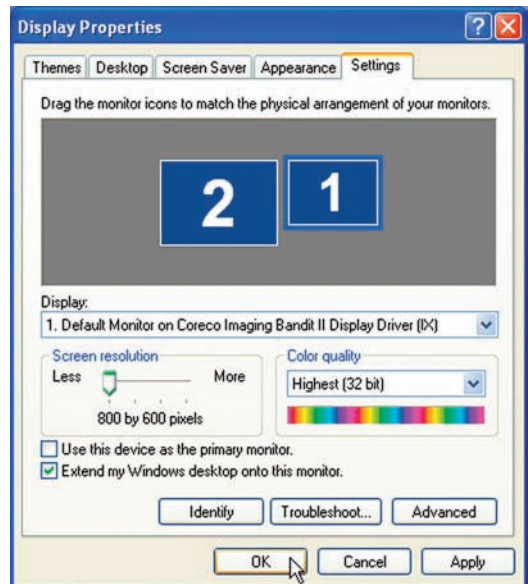 Display Properties
Themes Desktop Screen Saver Appearance Settings
Drag the monitor icons to match the physical arrangement of your monitors.
2 1
Display:
1. Default Monitor on Coreco Imaging Bandit II Display Driver (IX)
Screen resolution
Less More
800 by 600 pixels
Color quality
Highest (32 bit)
Use this device as the primary monitor.
Extend my Windows desktop onto this monitor.
Identify Troubleshoot... Advanced
OK Cancel Apply